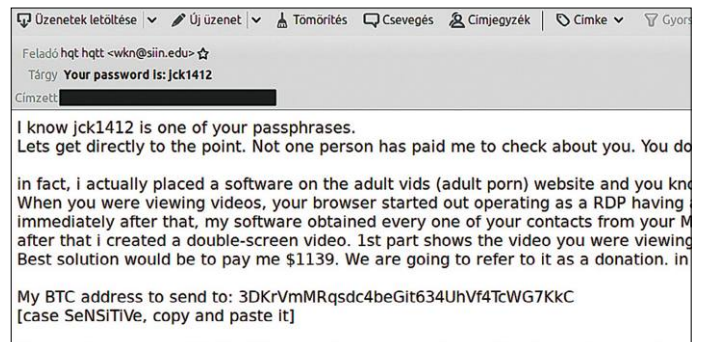 Üzenetek letöltése Új üzenet Tömörítés Csevegés Címjegyzék Címke Gyors
Feladó hqt hqtt <wkn@siin.edu>
Tárgy Your password is: jck1412
Címzett
I know jck1412 is one of your passphrases.
Lets get directly to the point. Not one person has paid me to check about you. You do
in fact, i actually placed a software on the adult vids (adult porn) website and you kno
When you were viewing videos, your browser started out operating as a RDP having
immediately after that, my software obtained every one of your contacts from your M
after that i created a double-screen video. 1st part shows the video you were viewing
Best solution would be to pay me $1139. We are going to refer to it as a donation. in
My BTC address to send to: 3DKrVmMRqsdc4beGit634UhVf4TcWG7KkC
[case SeNSiTiVe, copy and paste it]